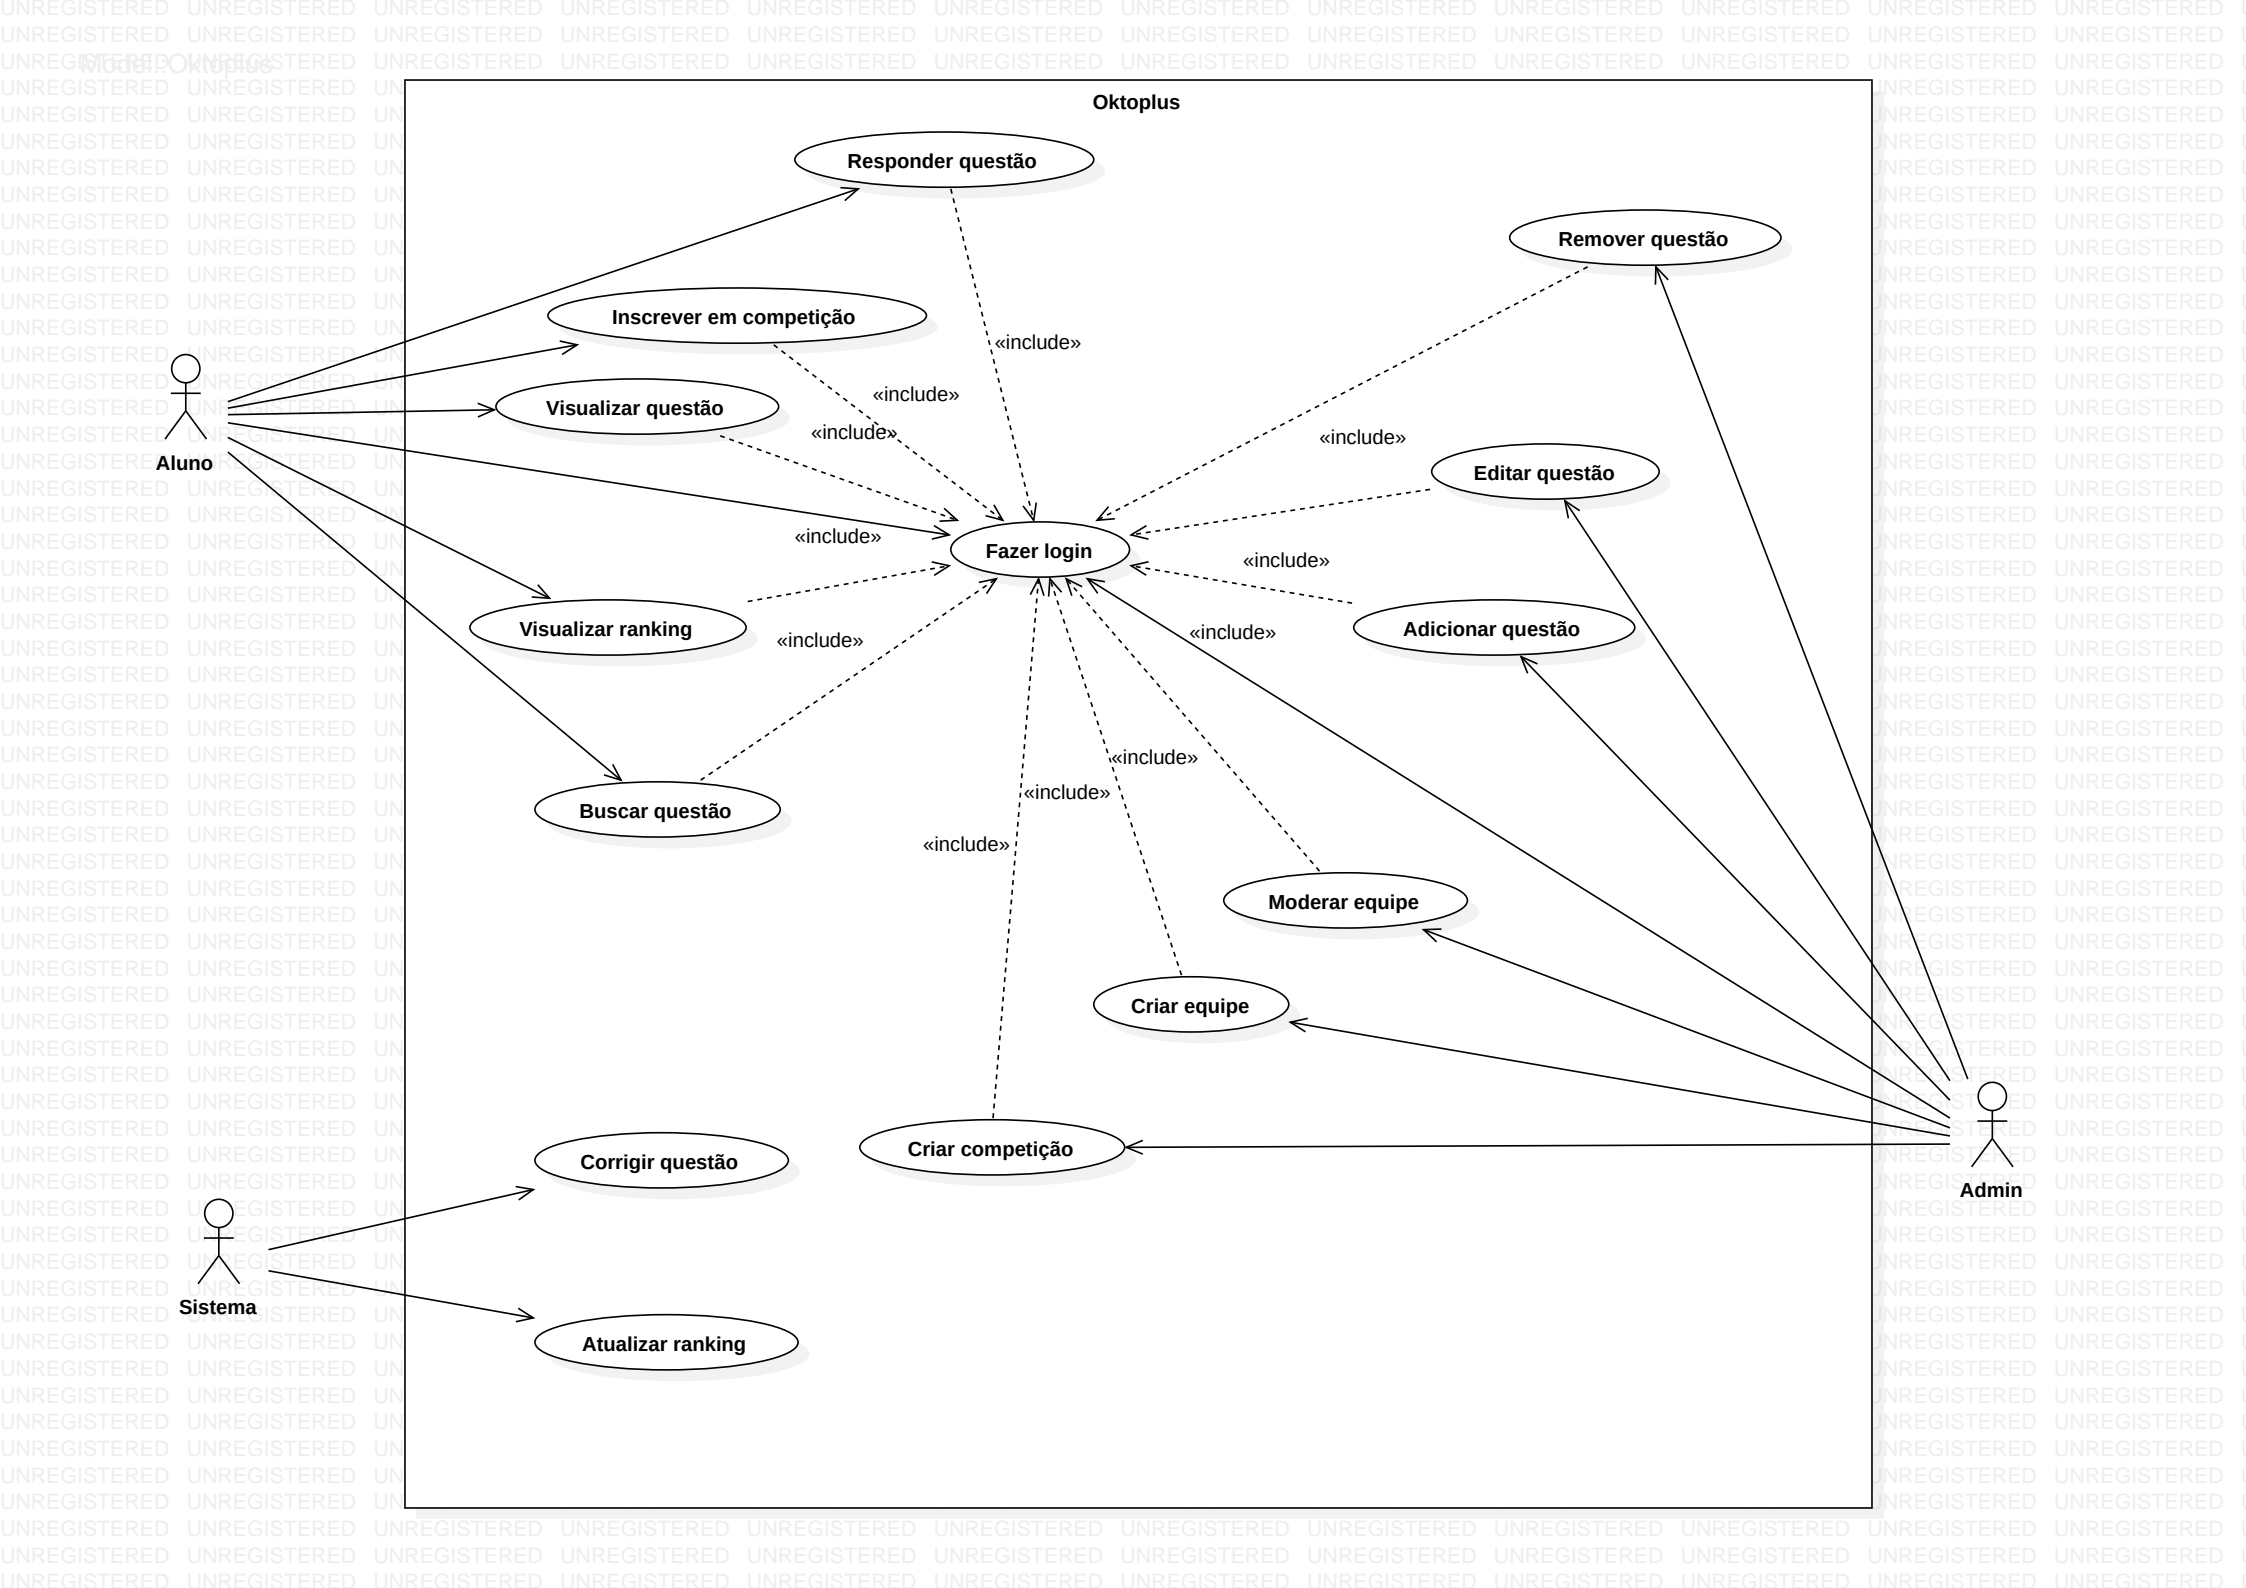 Model::Oktoplus
Oktoplus
Responder questão
Remover questão
Inscrever em competição
«include»
«include»
Visualizar questão
«include»
«include»
Editar questão
Aluno
«include»
Fazer login
«include»
Visualizar ranking
«include»
«include»
Adicionar questão
«include»
«include»
Buscar questão
«include»
Moderar equipe
Criar equipe
Criar competição
Corrigir questão
Admin
Sistema
Atualizar ranking
UNREGISTERED